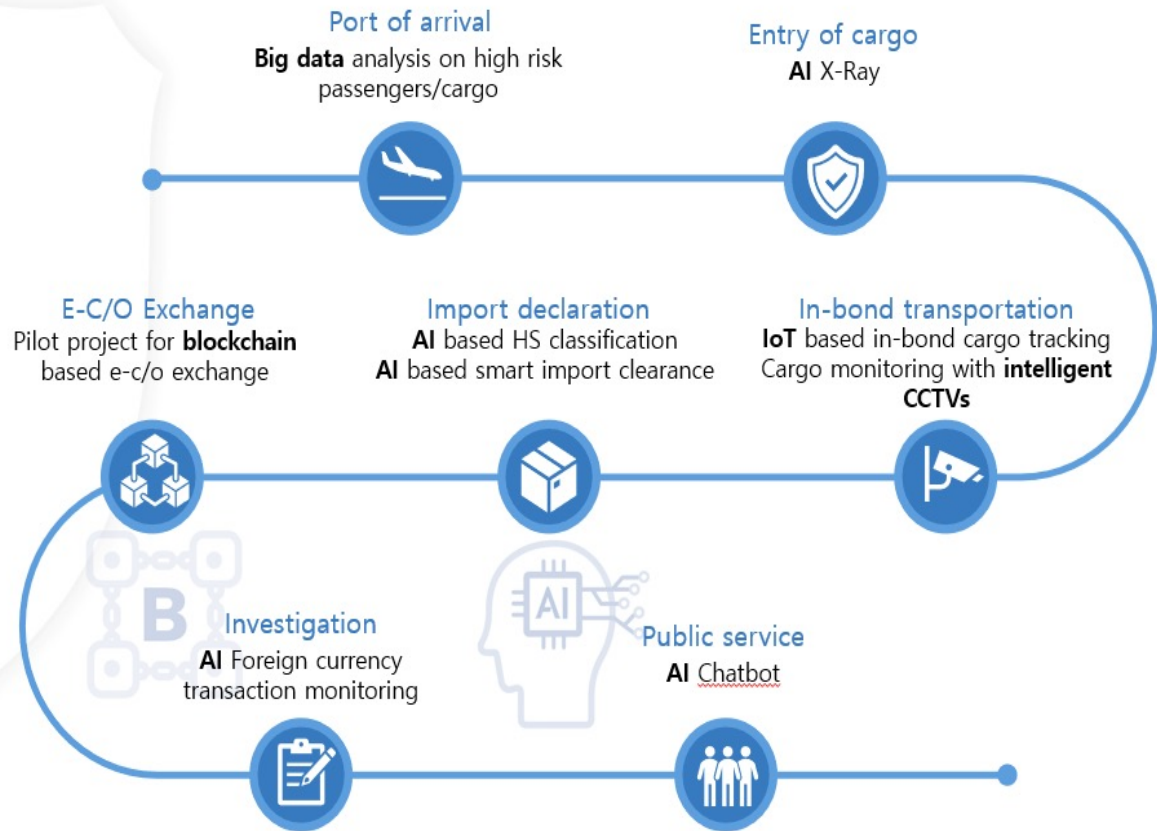 Port of arrival
Big data analysis on high risk
passengers/cargo
Entry of cargo
AI X-Ray
E-C/O Exchange
Pilot project for blockchain
based e-c/o exchange
Import declaration
AI based HS classification
AI based smart import clearance
In-bond transportation
IoT based in-bond cargo tracking
Cargo monitoring with intelligent
CCTVs
B
AI
Investigation
AI Foreign currency
transaction monitoring
Public service
AI Chatbot